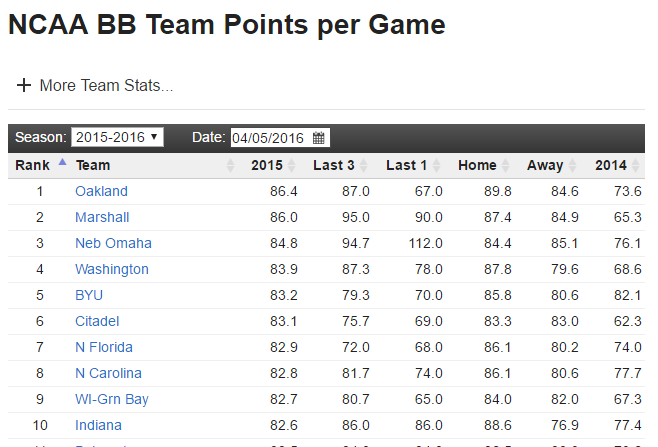 NCAA BB Team Points per Game
+ More Team Stats...
Season: 2015-2016 Date: 04/05/2016
Rank Team 2015 Last 3 Last 1 Home Away 2014
1 Oakland 86.4 87.0 67.0 89.8 84.6 73.6
2 Marshall 86.0 95.0 90.0 87.4 84.9 65.3
3 Neb Omaha 84.8 94.7 112.0 84.4 85.1 76.1
4 Washington 83.9 87.3 78.0 87.8 79.6 68.6
5 BYU 83.2 79.3 70.0 85.8 80.6 82.1
6 Citadel 83.1 75.7 69.0 83.3 83.0 62.3
7 N Florida 82.9 72.0 68.0 86.1 80.2 74.0
8 N Carolina 82.8 81.7 74.0 86.1 80.6 77.7
9 WI-Grn Bay 82.7 80.7 65.0 84.0 82.0 67.3
10 Indiana 82.6 86.0 86.0 88.6 76.9 77.4